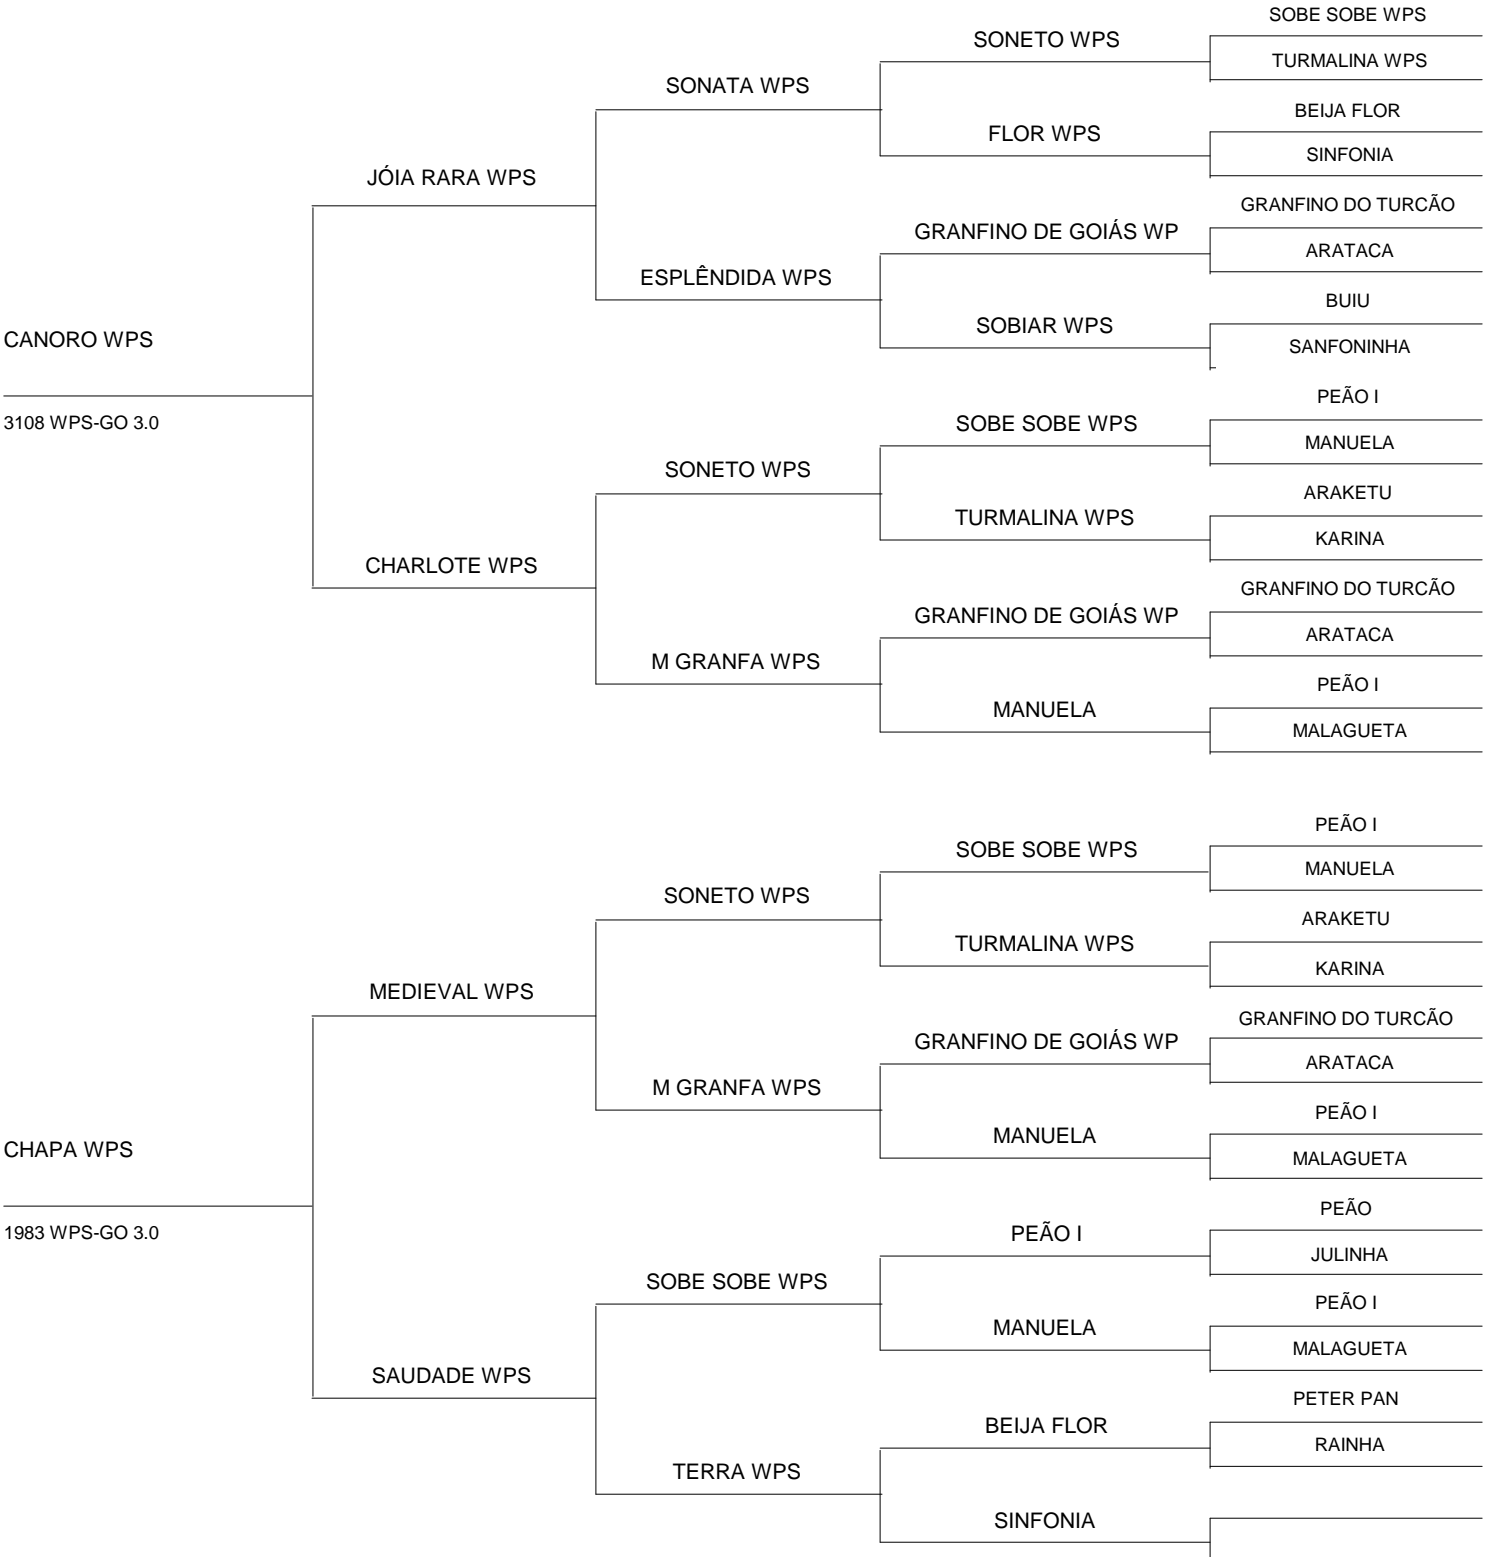 SOBE SOBE WPS
SONETO WPS
TURMALINA WPS
SONATA WPS
BEIJA FLOR
FLOR WPS
SINFONIA
JÓIA RARA WPS
GRANFINO DO TURCÃO
GRANFINO DE GOIÁS WP
ARATACA
ESPLÊNDIDA WPS
BUIU
SOBIAR WPS
SANFONINHA
CANORO WPS
3108 WPS-GO 3.0
PEÃO I
SOBE SOBE WPS
MANUELA
SONETO WPS
ARAKETU
TURMALINA WPS
KARINA
CHARLOTE WPS
GRANFINO DO TURCÃO
GRANFINO DE GOIÁS WP
ARATACA
M GRANFA WPS
PEÃO I
MANUELA
MALAGUETA
PEÃO I
SOBE SOBE WPS
MANUELA
SONETO WPS
ARAKETU
TURMALINA WPS
KARINA
MEDIEVAL WPS
GRANFINO DO TURCÃO
GRANFINO DE GOIÁS WP
ARATACA
M GRANFA WPS
PEÃO I
MANUELA
MALAGUETA
CHAPA WPS
1983 WPS-GO 3.0
PEÃO
PEÃO I
JULINHA
SOBE SOBE WPS
PEÃO I
MANUELA
MALAGUETA
SAUDADE WPS
PETER PAN
BEIJA FLOR
RAINHA
TERRA WPS
SINFONIA